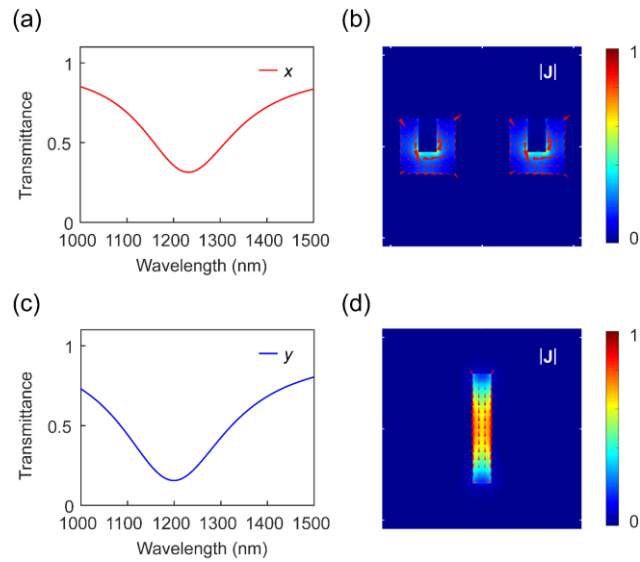 (a)
(b)
1
0.5
0
Transmittance
x
1000 1100 1200 1300 1400 1500
Wavelength (nm)
|J|
1
0
(c)
(d)
1
0.5
0
Transmittance
y
1000 1100 1200 1300 1400 1500
Wavelength (nm)
|J|
1
0